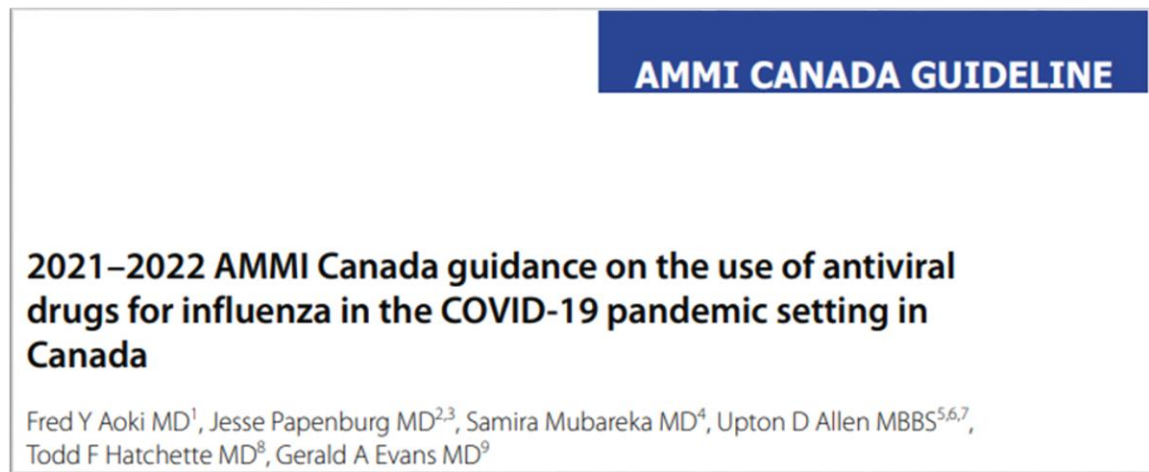 AMMI CANADA GUIDELINE
2021–2022 AMMI Canada guidance on the use of antiviral
drugs for influenza in the COVID-19 pandemic setting in
Canada
Fred Y Aoki MD1, Jesse Papenburg MD2,3, Samira Mubareka MD4, Upton D Allen MBBS5,6,7,
Todd F Hatchette MD8, Gerald A Evans MD9